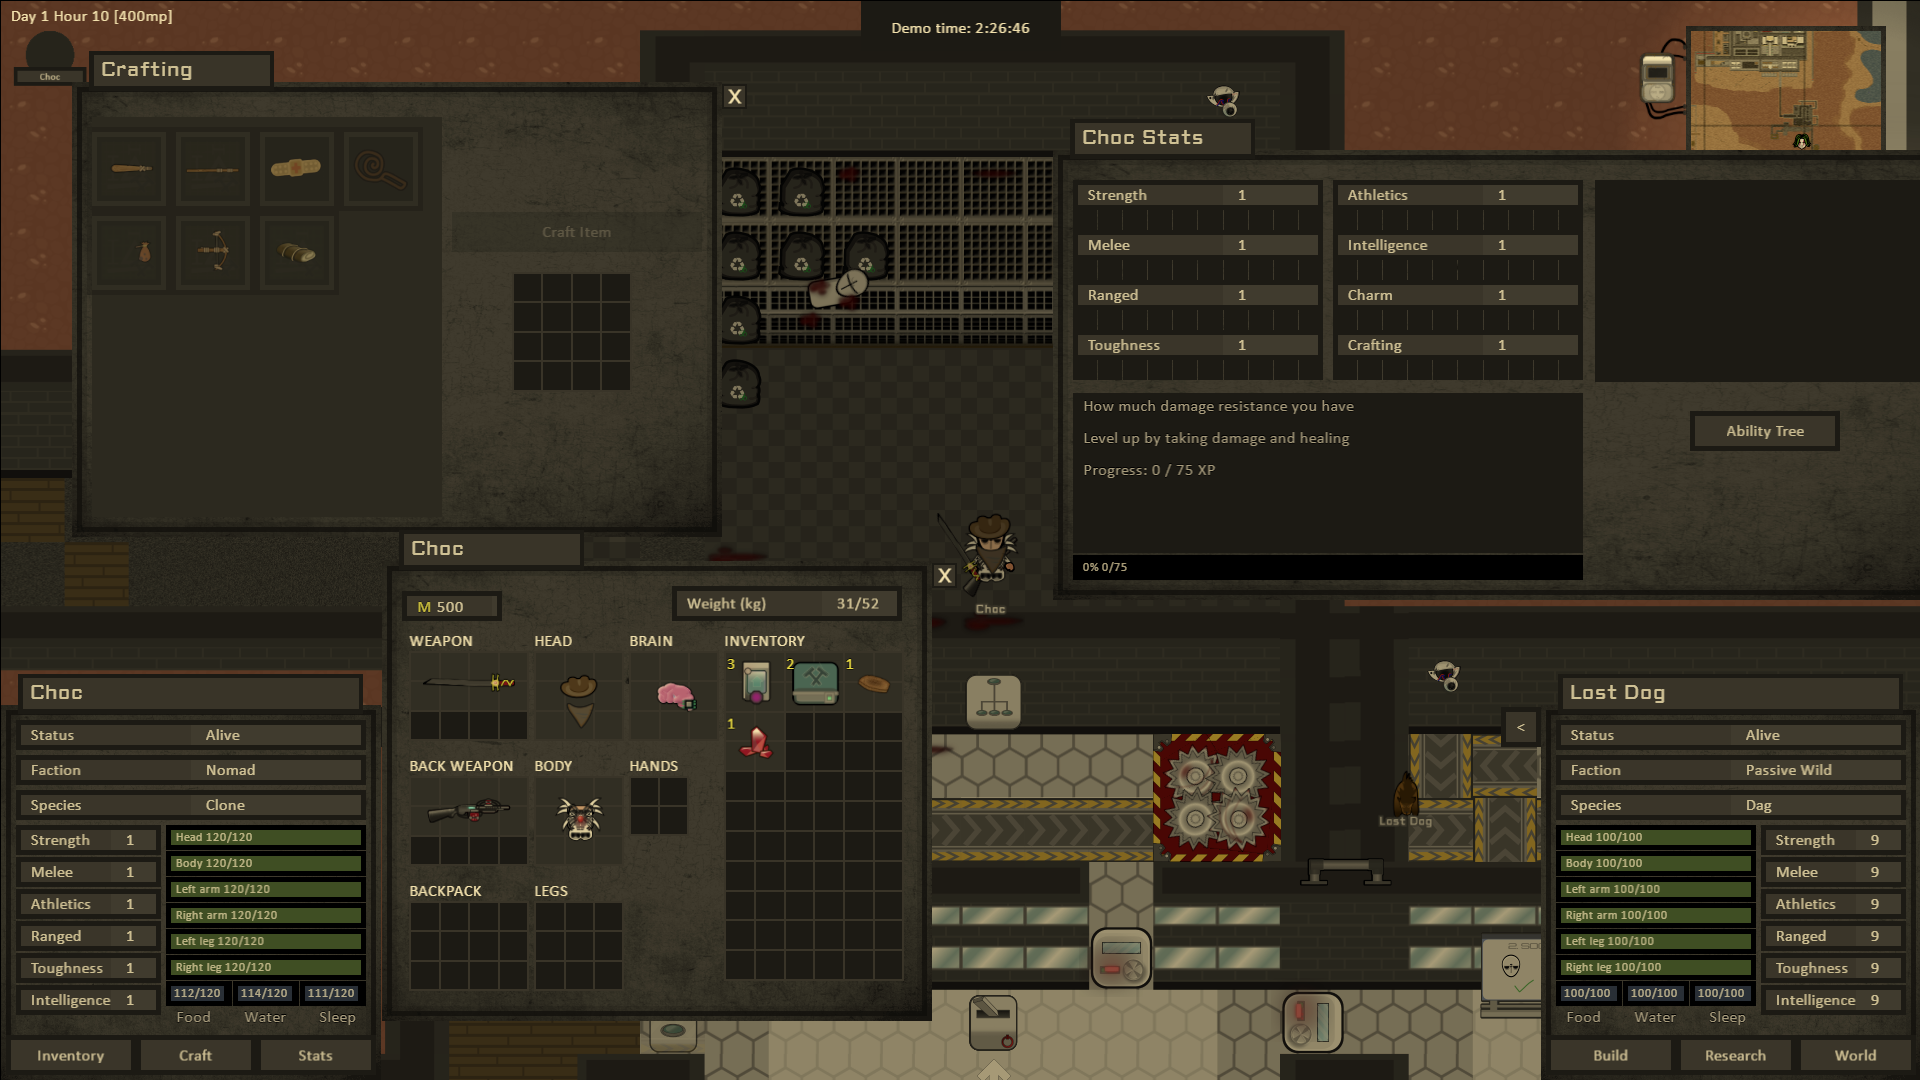 Day 1 Hour 10 [400mp]
Demo time: 2:26:46
Choc
Crafting
X
Craft Item
Choc Stats
Strength 1
Athletics 1
Melee 1
Intelligence 1
Ranged 1
Charm 1
Toughness 1
Crafting 1
How much damage resistance you have
Level up by taking damage and healing
Progress: 0 / 75 XP
0% 0/75
Ability Tree
Choc
X
M 500
Weight (kg) 31/52
WEAPON
HEAD
BRAIN
INVENTORY
3
2
1
1
BACK WEAPON
BODY
HANDS
BACKPACK
LEGS
Choc
Choc
Status Alive
Faction Nomad
Species Clone
Strength 1
Melee 1
Athletics 1
Ranged 1
Toughness 1
Intelligence 1
Head 120/120
Body 120/120
Left arm 120/120
Right arm 120/120
Left leg 120/120
Right leg 120/120
112/120 114/120 111/120
Food Water Sleep
Inventory
Craft
Stats
Lost Dog
<
Lost Dog
Status Alive
Faction Passive Wild
Species Dag
Head 100/100
Body 100/100
Left arm 100/100
Right arm 100/100
Left leg 100/100
Right leg 100/100
100/100 100/100 100/100
Food Water Sleep
Strength 9
Melee 9
Athletics 9
Ranged 9
Toughness 9
Intelligence 9
Build
Research
World